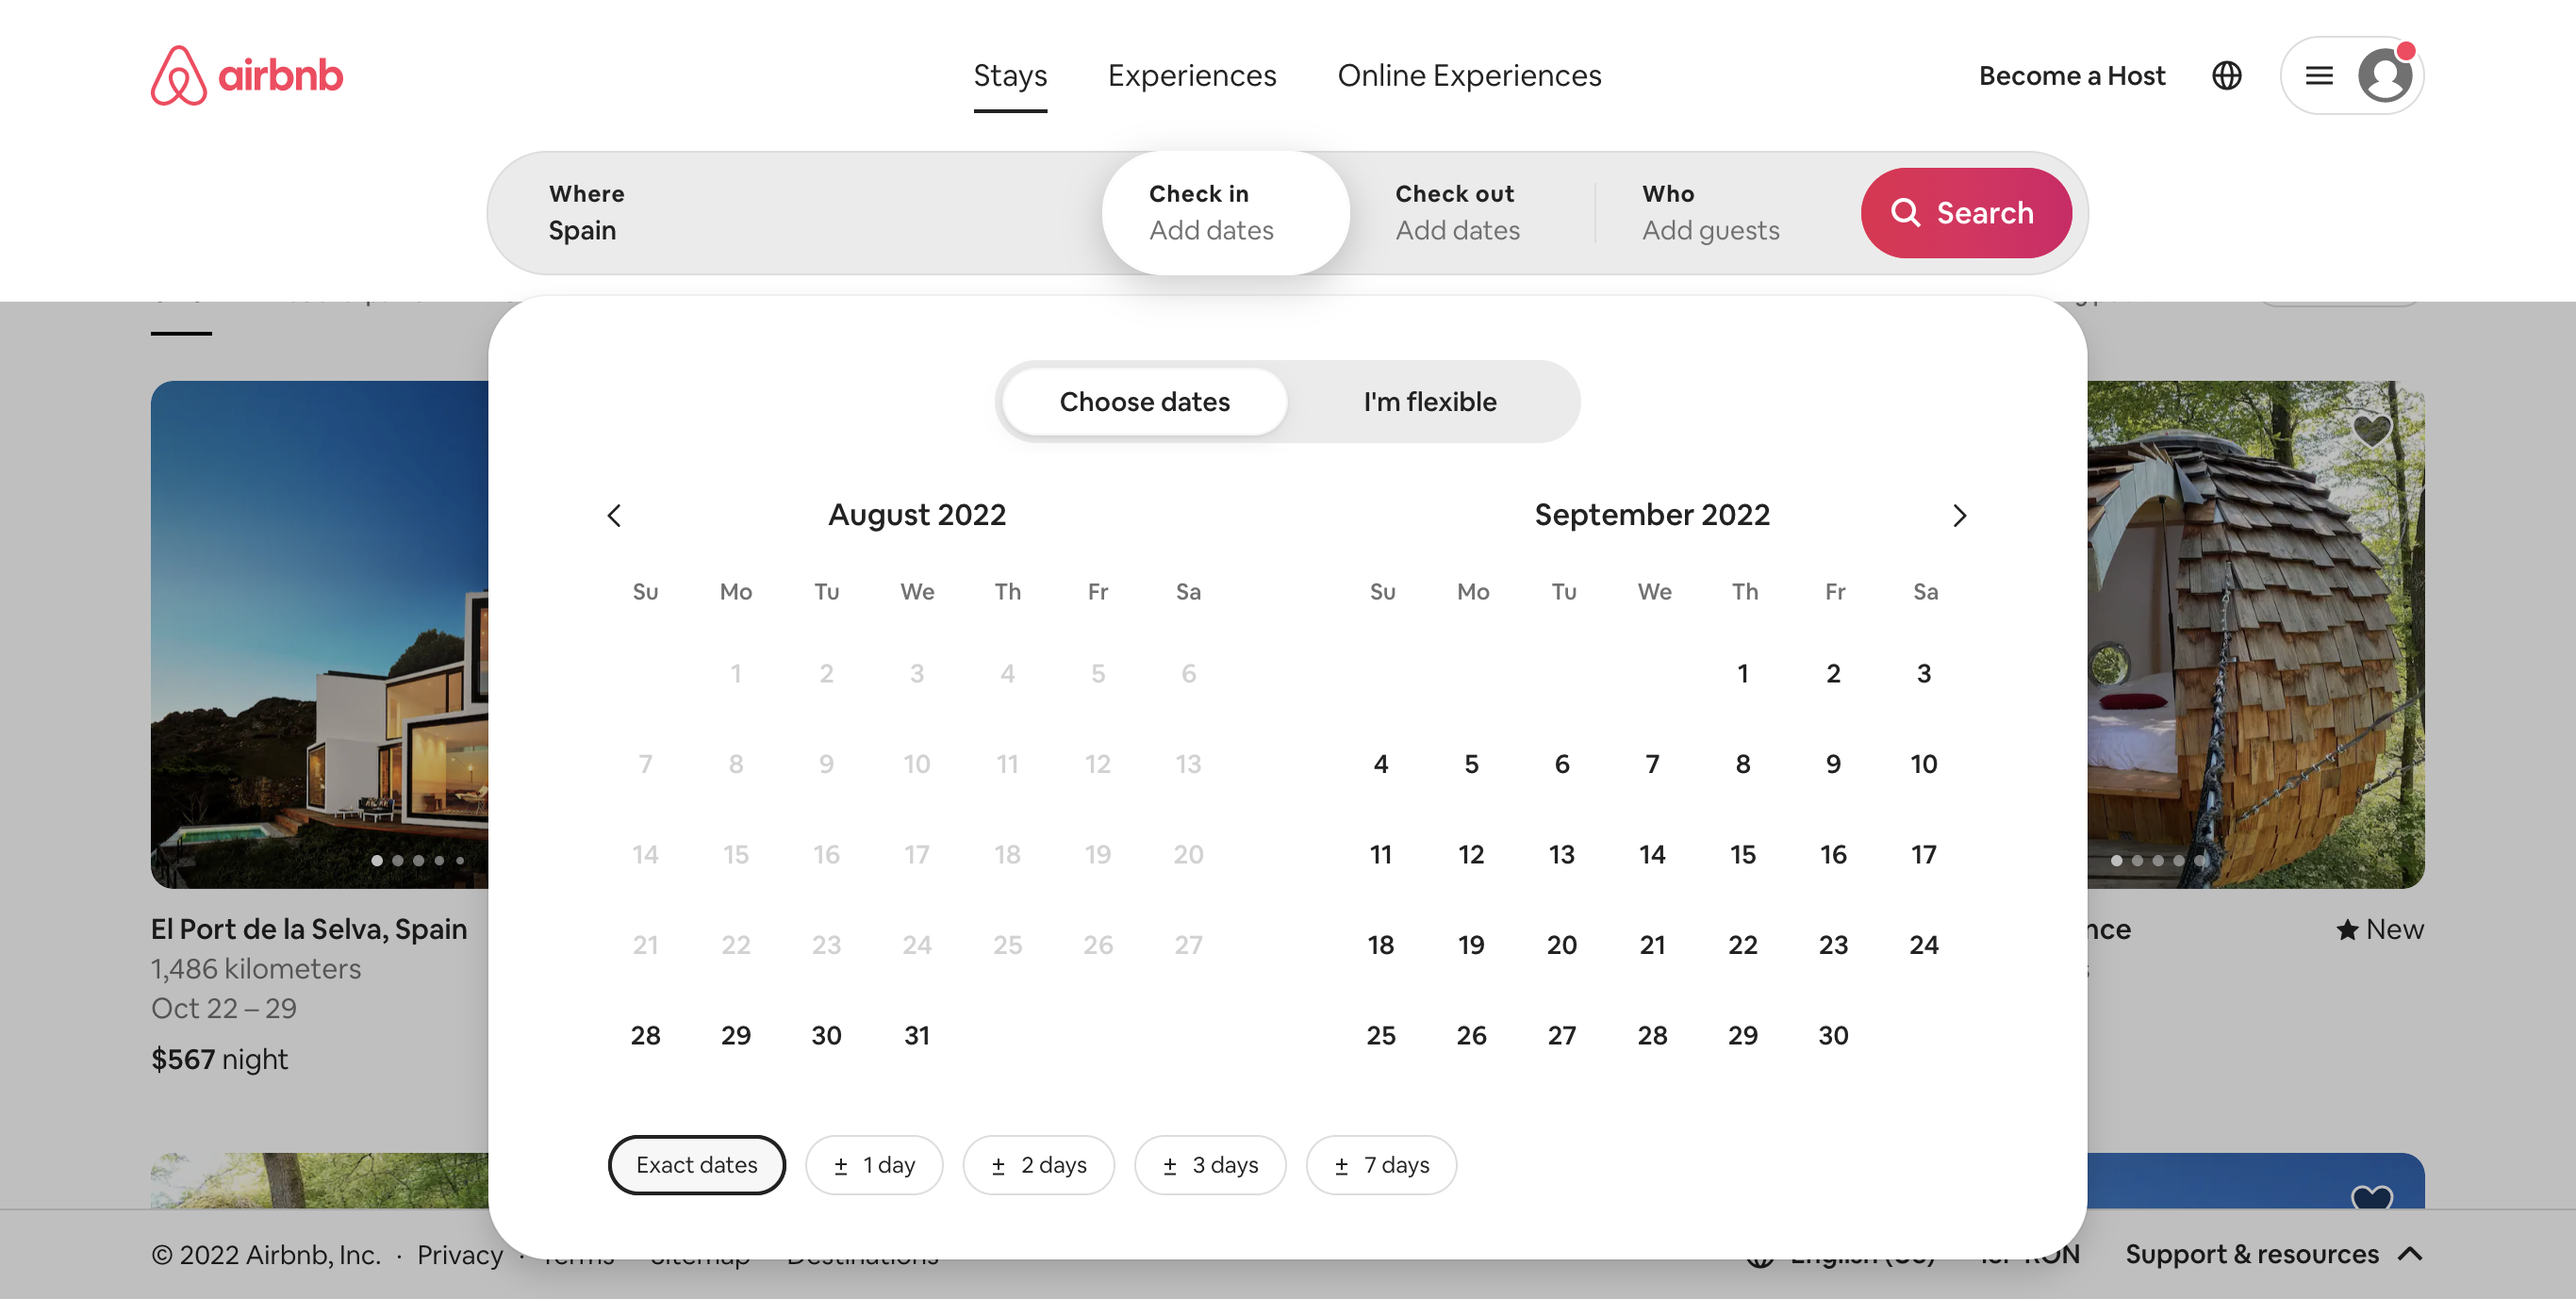 airbnb
Stays Experiences Online Experiences
Become a Host
Where
Spain
Check in
Add dates
Check out
Add dates
Who
Add guests
Search
Choose dates I'm flexible
August 2022
Su Mo Tu We Th Fr Sa
1 2 3 4 5 6
7 8 9 10 11 12 13
14 15 16 17 18 19 20
21 22 23 24 25 26 27
28 29 30 31
September 2022
Su Mo Tu We Th Fr Sa
1 2 3
4 5 6 7 8 9 10
11 12 13 14 15 16 17
18 19 20 21 22 23 24
25 26 27 28 29 30
Exact dates ± 1 day ± 2 days ± 3 days ± 7 days
El Port de la Selva, Spain
1,486 kilometers
Oct 22 – 29
$567 night
nce
★ New
© 2022 Airbnb, Inc. · Privacy · Terms Sitemap Destinations
English (US) RON Support & resources